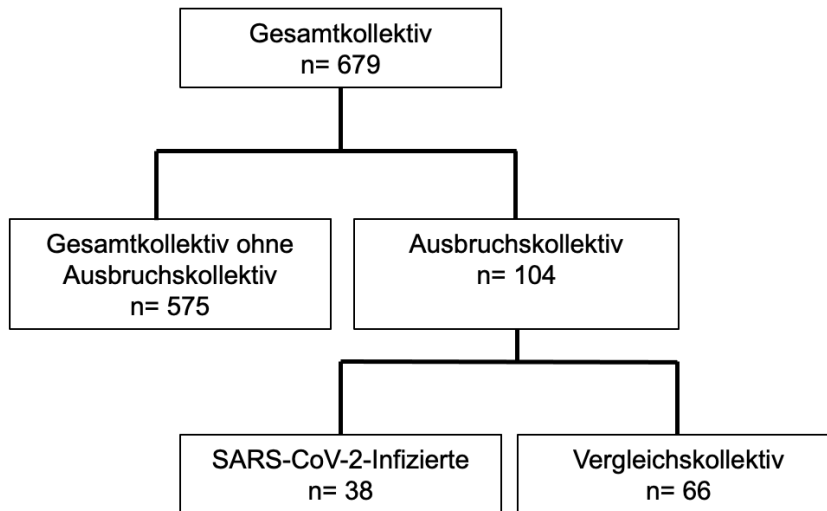 Gesamtkollektiv
n= 679
Gesamtkollektiv ohne
Ausbruchskollektiv
n= 575
Ausbruchskollektiv
n= 104
SARS-CoV-2-Infizierte
n= 38
Vergleichskollektiv
n= 66